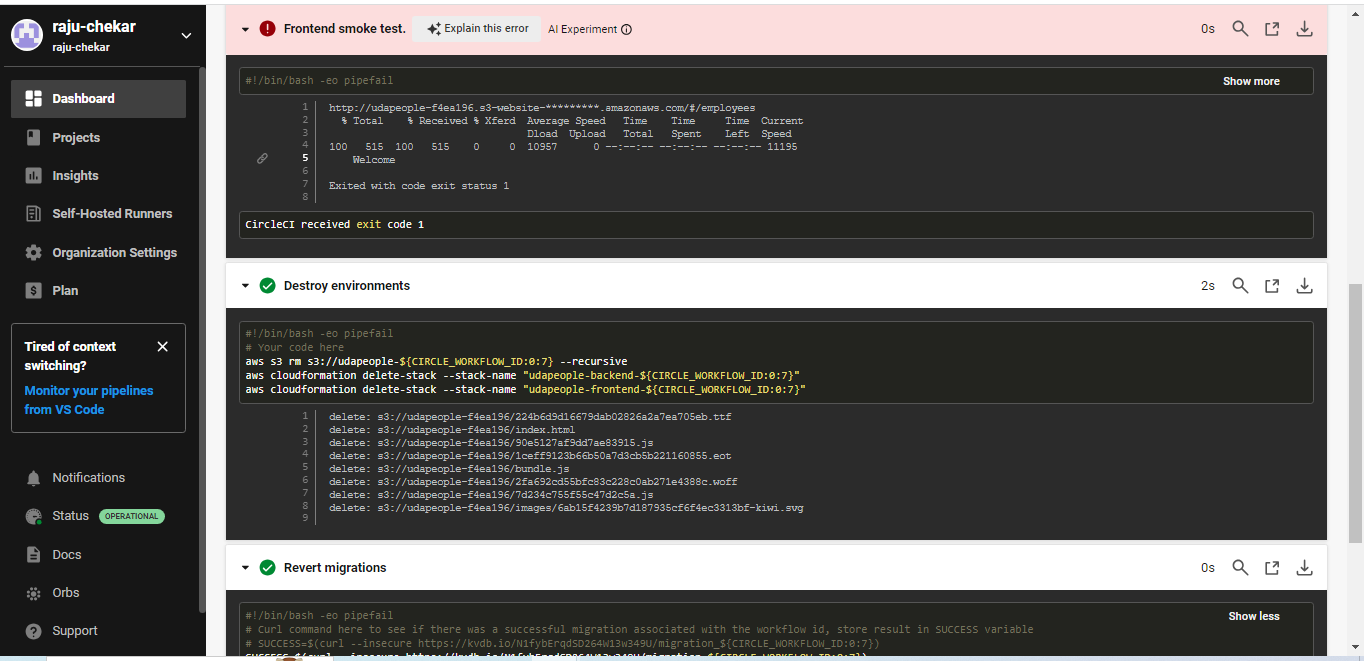 raju-chekar
raju-chekar
Dashboard
Projects
Insights
Self-Hosted Runners
Organization Settings
Plan
Tired of context
switching?
Monitor your pipelines
from VS Code
Notifications
Status OPERATIONAL
Docs
Orbs
Support
Frontend smoke test. Explain this error AI Experiment 0s
#!/bin/bash -eo pipefail Show more
1 http://udapeople-f4ea196.s3-website-*********.amazonaws.com/#/employees
2 % Total % Received % Xferd Average Speed Time Time Time Current
3 Dload Upload Total Spent Left Speed
4 100 515 100 515 0 0 10957 0 --:--:-- --:--:-- --:--:-- 11195
5 Welcome
6
7 Exited with code exit status 1
8
CircleCI received exit code 1
Destroy environments 2s
#!/bin/bash -eo pipefail
# Your code here
aws s3 rm s3://udapeople-${CIRCLE_WORKFLOW_ID:0:7} --recursive
aws cloudformation delete-stack --stack-name "udapeople-backend-${CIRCLE_WORKFLOW_ID:0:7}"
aws cloudformation delete-stack --stack-name "udapeople-frontend-${CIRCLE_WORKFLOW_ID:0:7}"
1 delete: s3://udapeople-f4ea196/224b6d9d16679dab02826a2a7ea705eb.ttf
2 delete: s3://udapeople-f4ea196/index.html
3 delete: s3://udapeople-f4ea196/90e5127af9dd7ae83915.js
4 delete: s3://udapeople-f4ea196/1ceff9123b66b50a7d3cb5b221160855.eot
5 delete: s3://udapeople-f4ea196/bundle.js
6 delete: s3://udapeople-f4ea196/2fa692cd55bfc83c228c0ab271e4388c.woff
7 delete: s3://udapeople-f4ea196/7d234c755f55c47d2c5a.js
8 delete: s3://udapeople-f4ea196/images/6ab15f4239b7d187935cf6f4ec3313bf-kiwi.svg
9
Revert migrations 0s
#!/bin/bash -eo pipefail Show less
# Curl command here to see if there was a successful migration associated with the workflow id, store result in SUCCESS variable
# SUCCESS=$(curl --insecure https://kvdb.io/N1fybErqdSD264W13w349U/migration_${CIRCLE_WORKFLOW_ID:0:7})
SUCCESS=$(curl --insecure https://kvdb.io/N1fybErqdSD264W13w349U/migration_${CIRCLE_WORKFLOW_ID:0:7})